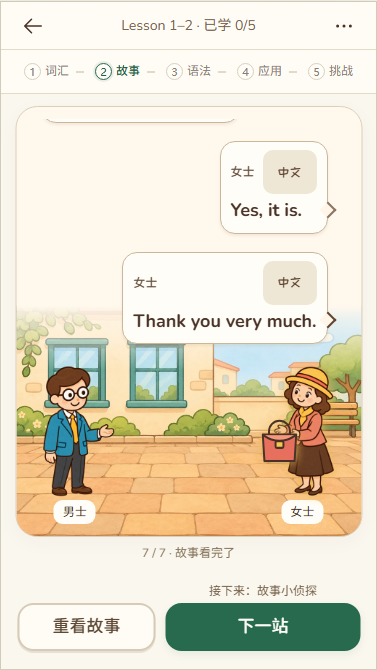 Lesson 1–2 · 已学 0/5
1 词汇 2 故事 3 语法 4 应用 5 挑战
女士 中文
Yes, it is.
女士 中文
Thank you very much.
男士 女士
7 / 7 · 故事看完了
接下来：故事小侦探
重看故事 下一站